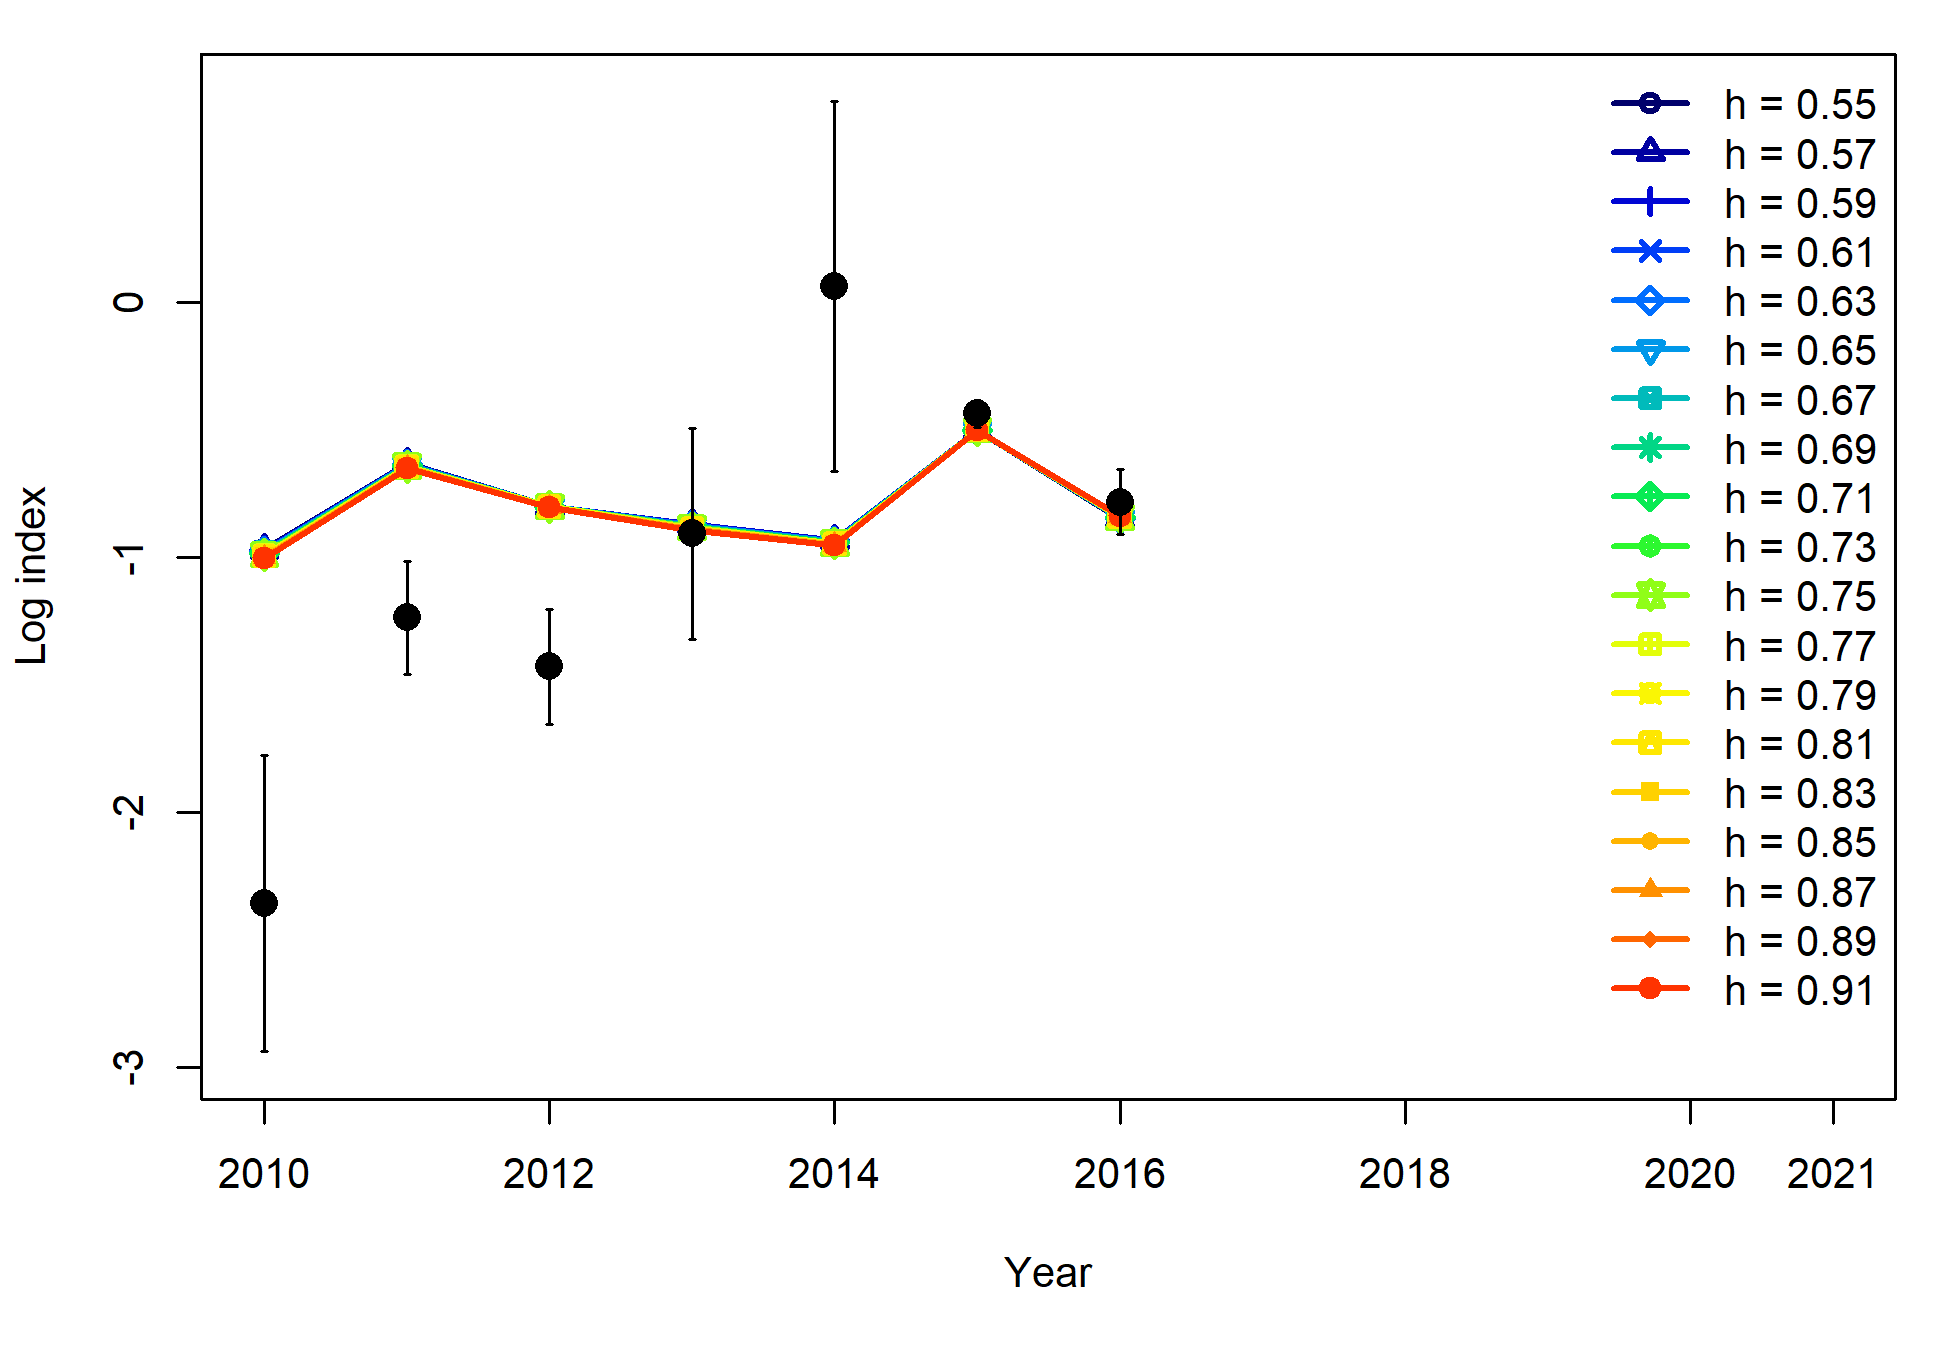 h = 0.55
h = 0.57
h = 0.59
h = 0.61
h = 0.63
h = 0.65
h = 0.67
h = 0.69
h = 0.71
h = 0.73
h = 0.75
h = 0.77
h = 0.79
h = 0.81
h = 0.83
h = 0.85
h = 0.87
h = 0.89
h = 0.91
Log index
0
-1
-2
-3
2010 2012 2014 2016 2018 2020 2021
Year